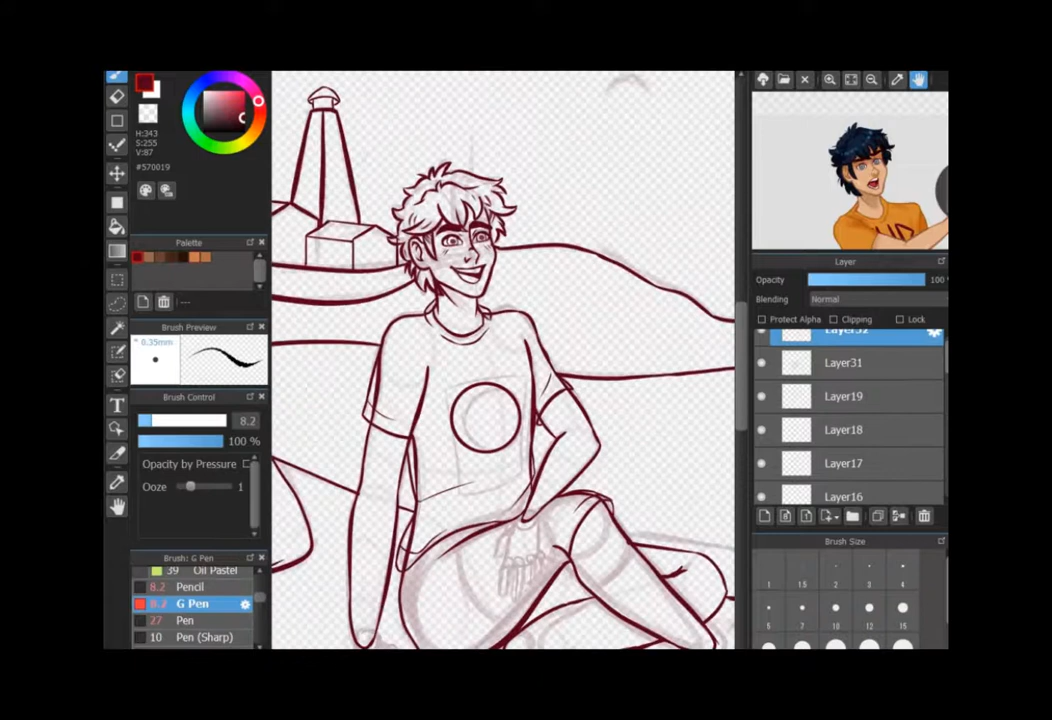 H:343
S:255
V:87
#570019
Palette
---
Brush Preview
* 0.35mm
Brush Control
8.2
100 %
Opacity by Pressure
Ooze 1
Brush: G Pen
39 Oil Pastel
8.2 Pencil
8.2 G Pen
27 Pen
10 Pen (Sharp)
Layer
Opacity 100
Blending Normal
Protect Alpha Clipping Lock
Layer32
Layer31
Layer19
Layer18
Layer17
Layer16
Brush Size
1 1.5 2 3 4
5 7 10 12 15